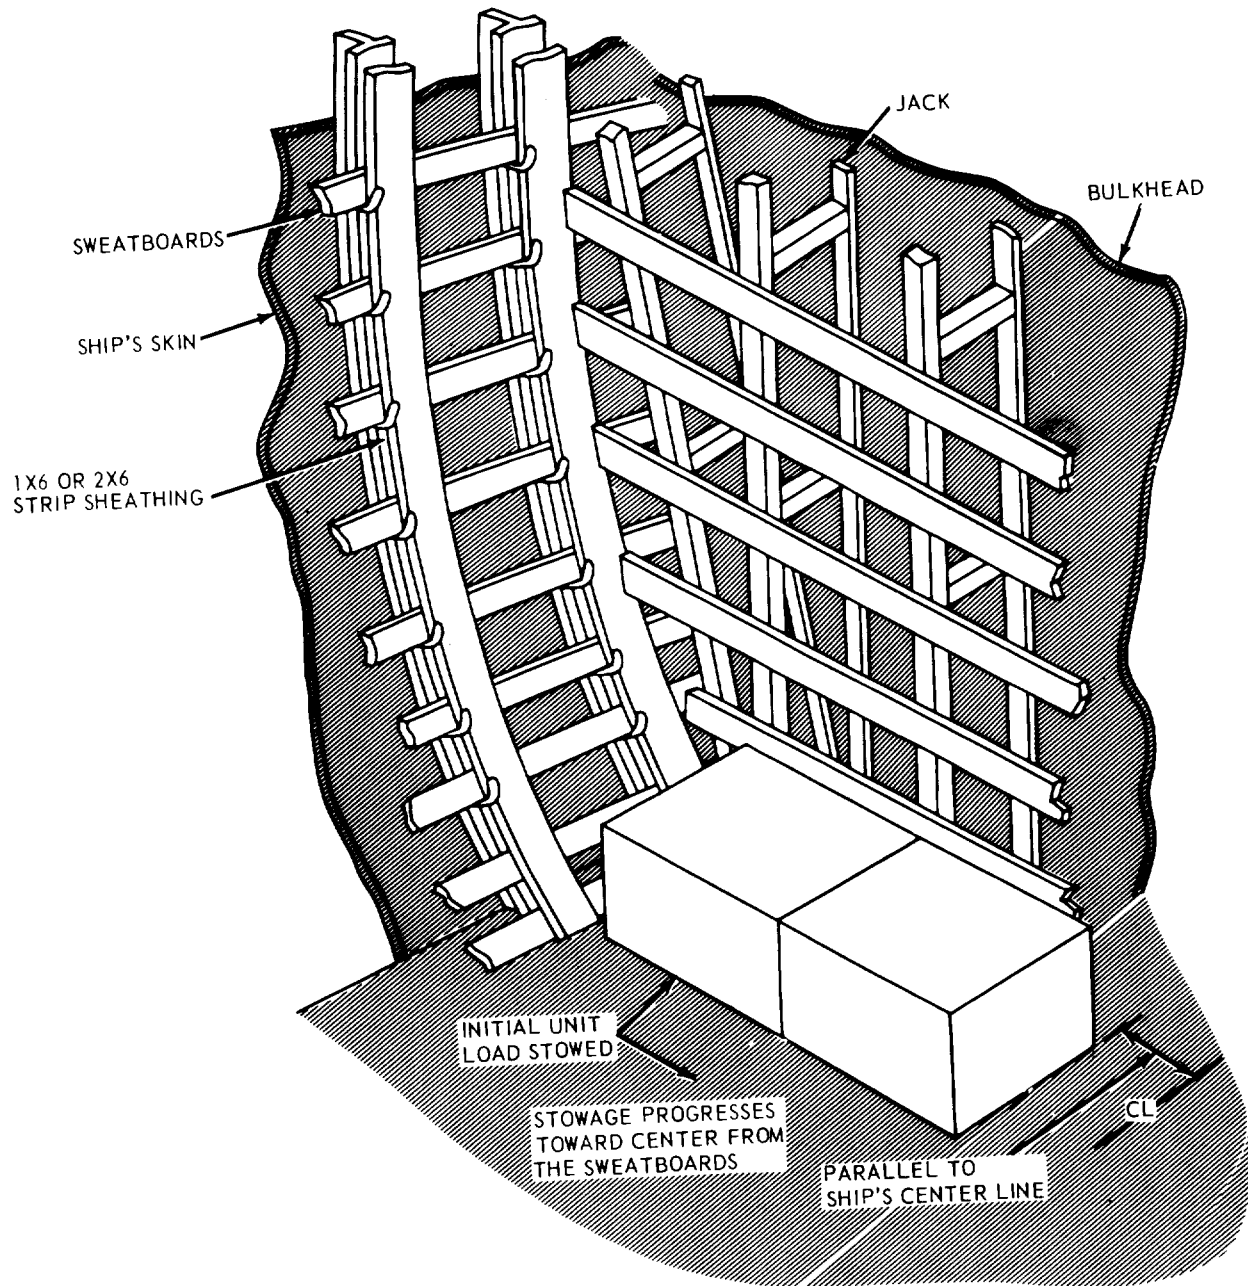 JACK
BULKHEAD
SWEATBOARDS
SHIP'S SKIN
1X6 OR 2X6
STRIP SHEATHING
INITIAL UNIT
LOAD STOWED
STOWAGE PROGRESSES
TOWARD CENTER FROM
THE SWEATBOARDS
CL
PARALLEL TO
SHIP'S CENTER LINE